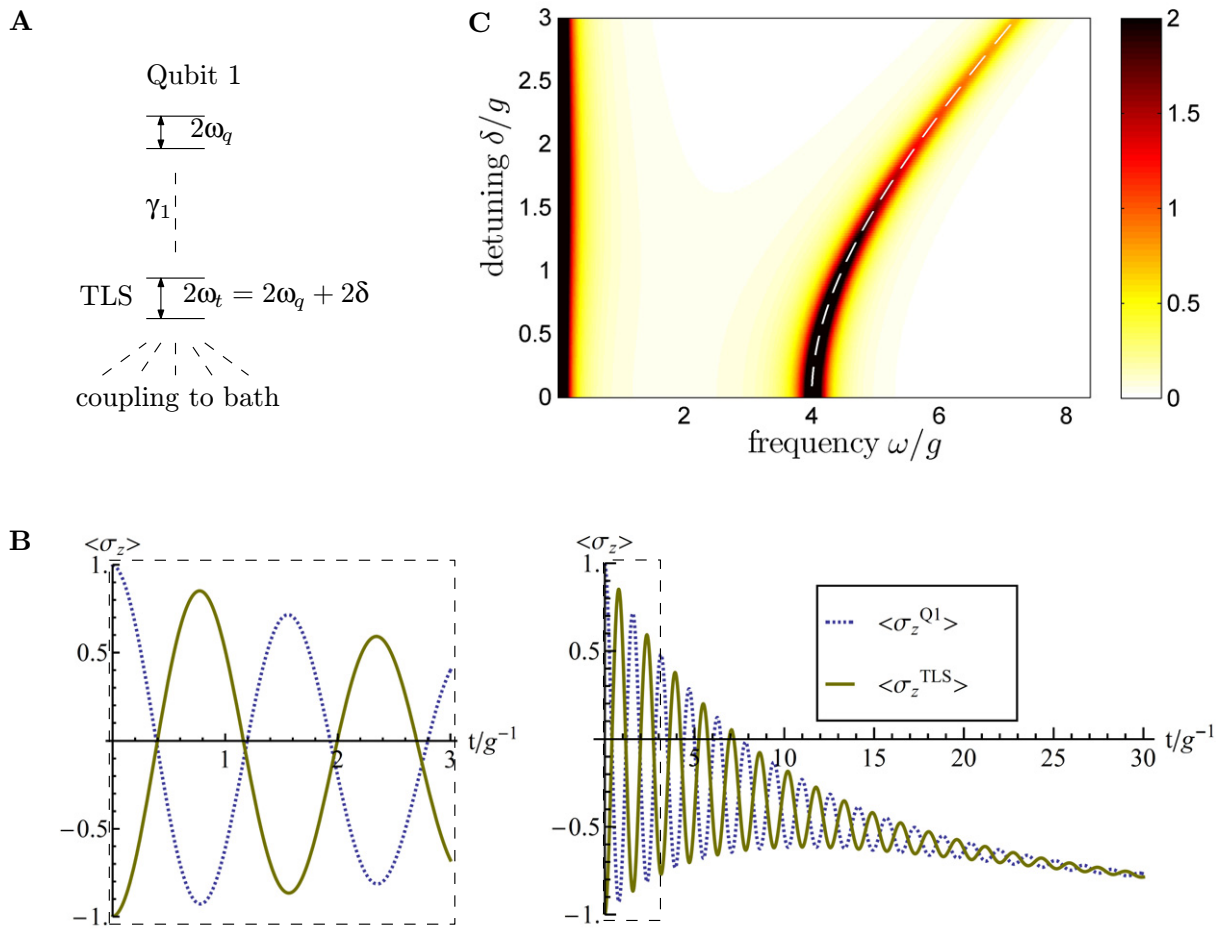 A
Qubit 1
2ω_q
γ₁
TLS
2ω_t = 2ω_q + 2δ
coupling to bath
C
3
2.5
2
1.5
1
0.5
0
detuning δ/g
2
4
6
8
frequency ω/g
2
1.5
1
0.5
0
B
<σ_z>
1.
0.5
−0.5
−1.
1
2
3
t/g⁻¹
<σ_z>
1.
0.5
−0.5
−1.
5
10
15
20
25
30
t/g⁻¹
<σ_z^Q1>
<σ_z^TLS>